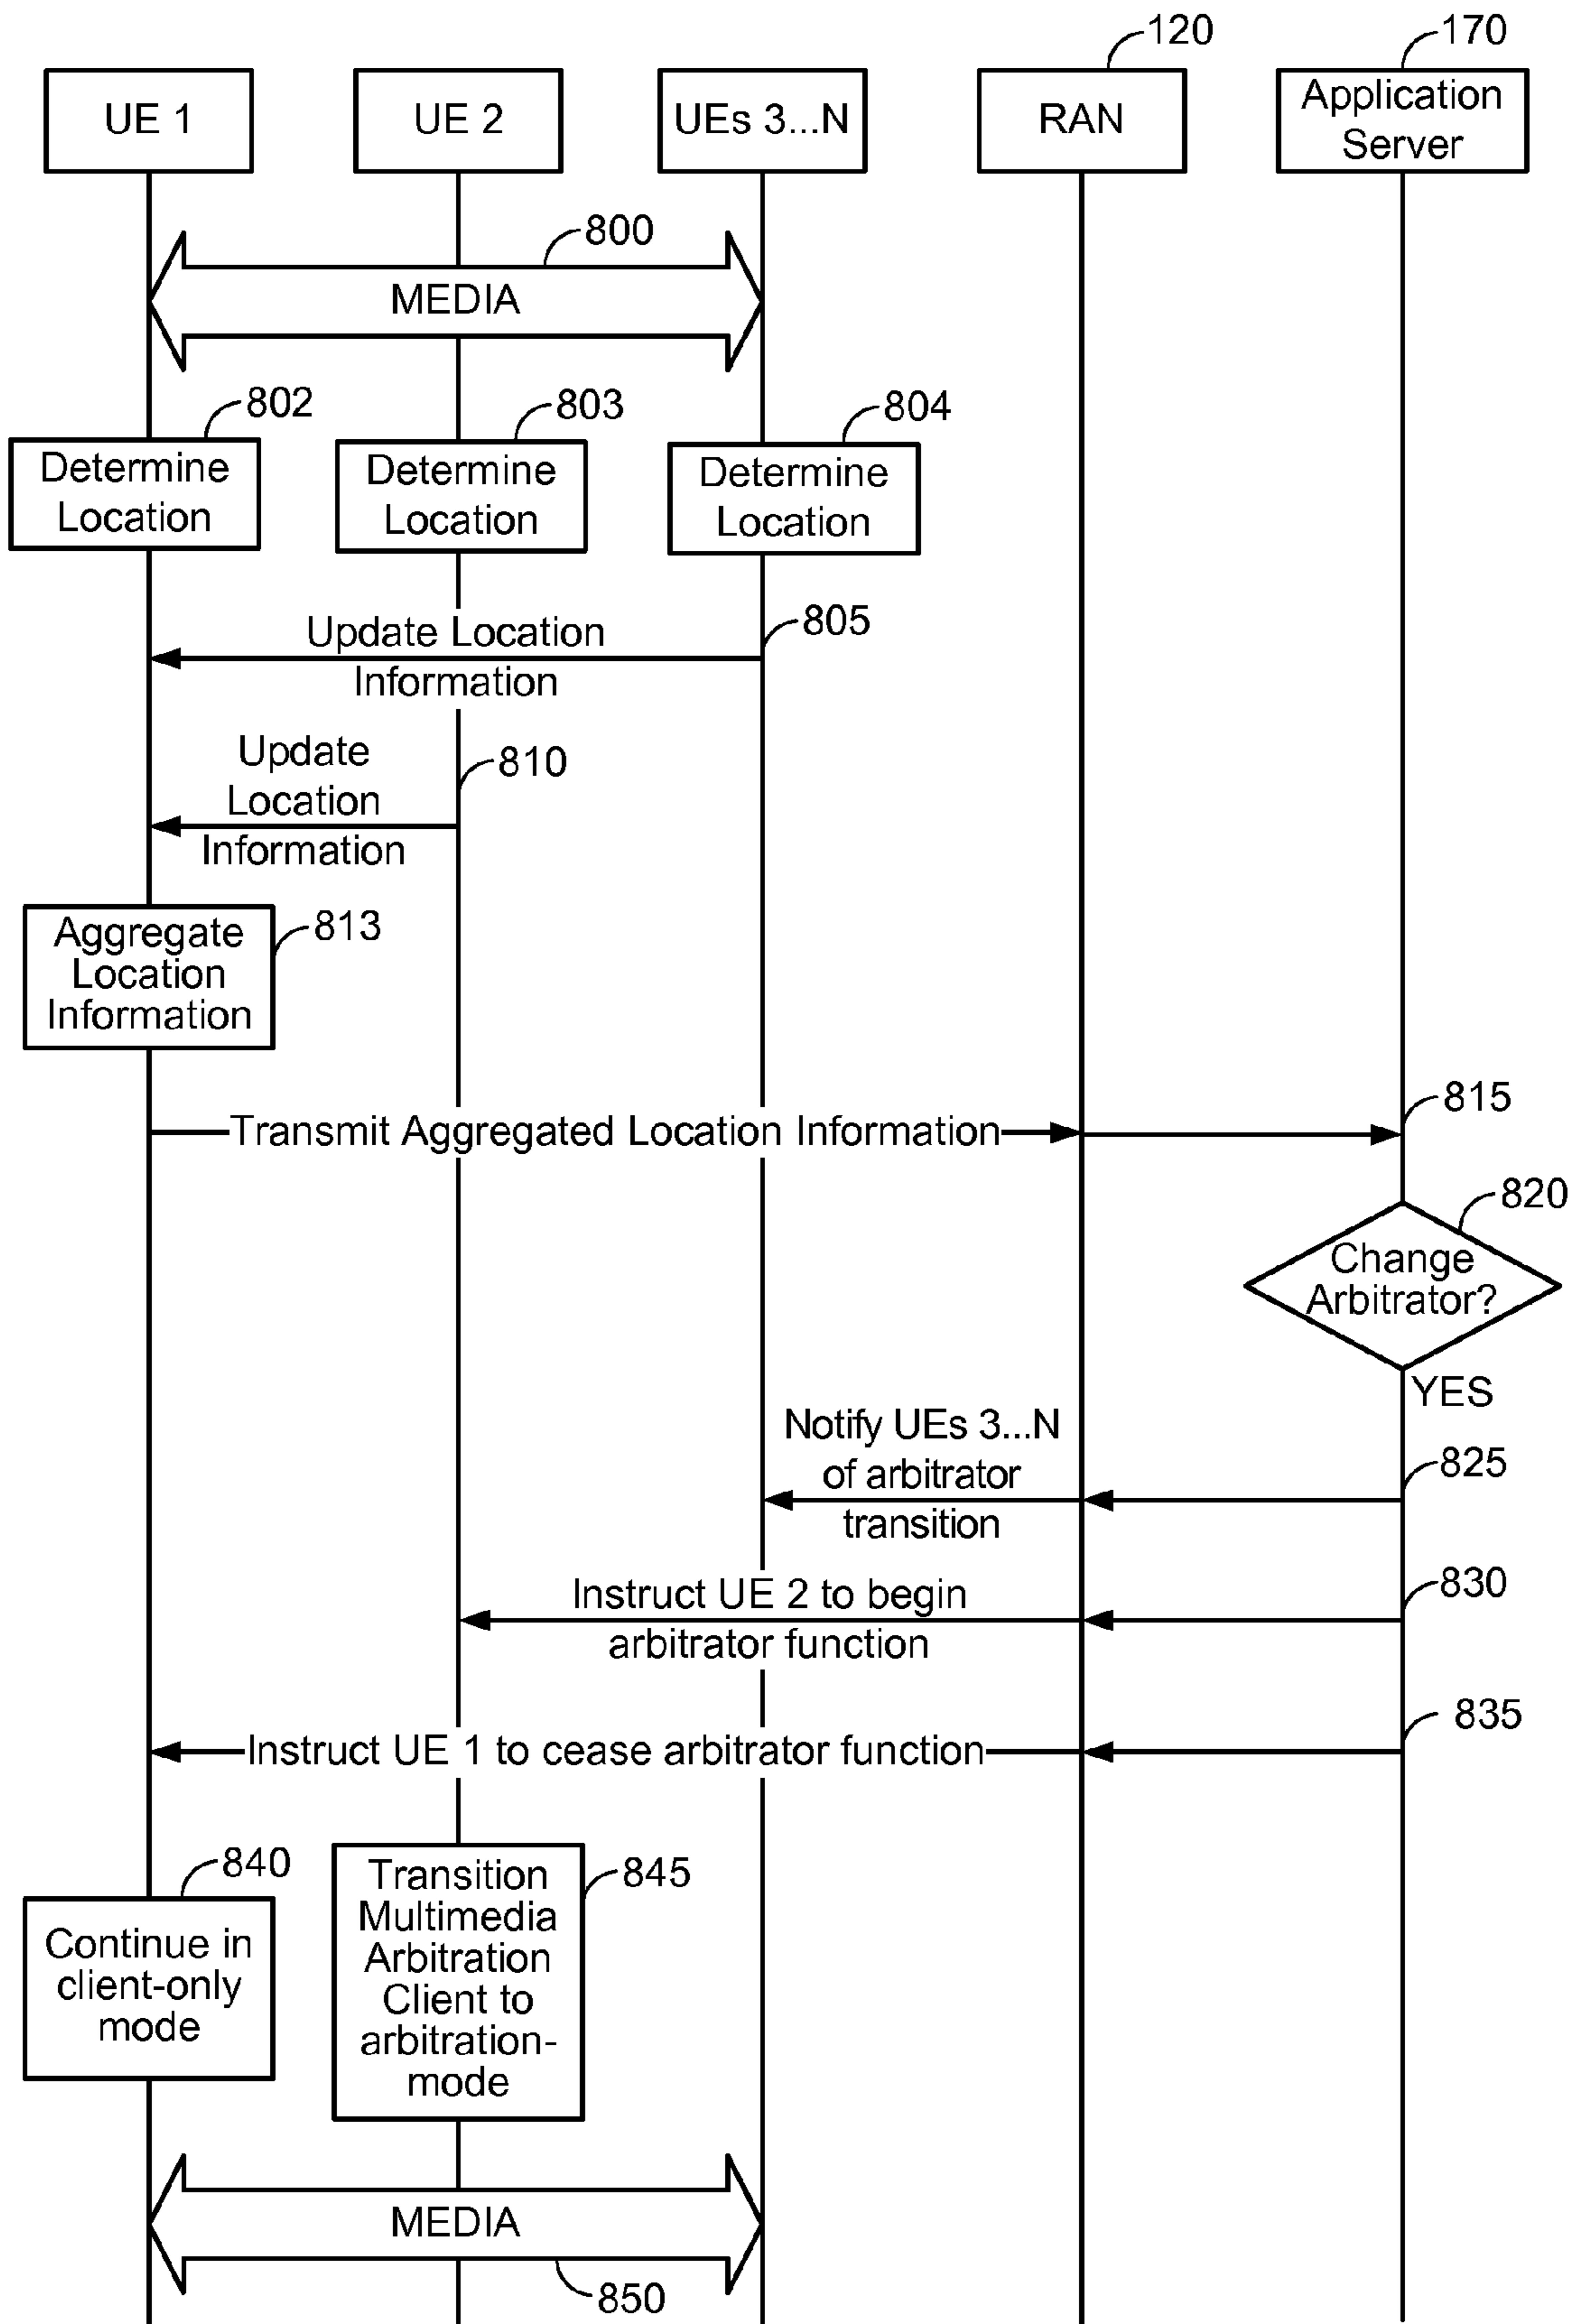 120
170
UE 1
UE 2
UEs 3...N
RAN
Application
Server
800
MEDIA
802
803
804
Determine
Location
Determine
Location
Determine
Location
805
Update Location
Information
810
Update
Location
Information
813
Aggregate
Location
Information
815
Transmit Aggregated Location Information
820
Change
Arbitrator?
YES
Notify UEs 3...N
of arbitrator
transition
825
Instruct UE 2 to begin
arbitrator function
830
835
Instruct UE 1 to cease arbitrator function
840
Continue in
client-only
mode
845
Transition
Multimedia
Arbitration
Client to
arbitration-
mode
MEDIA
850